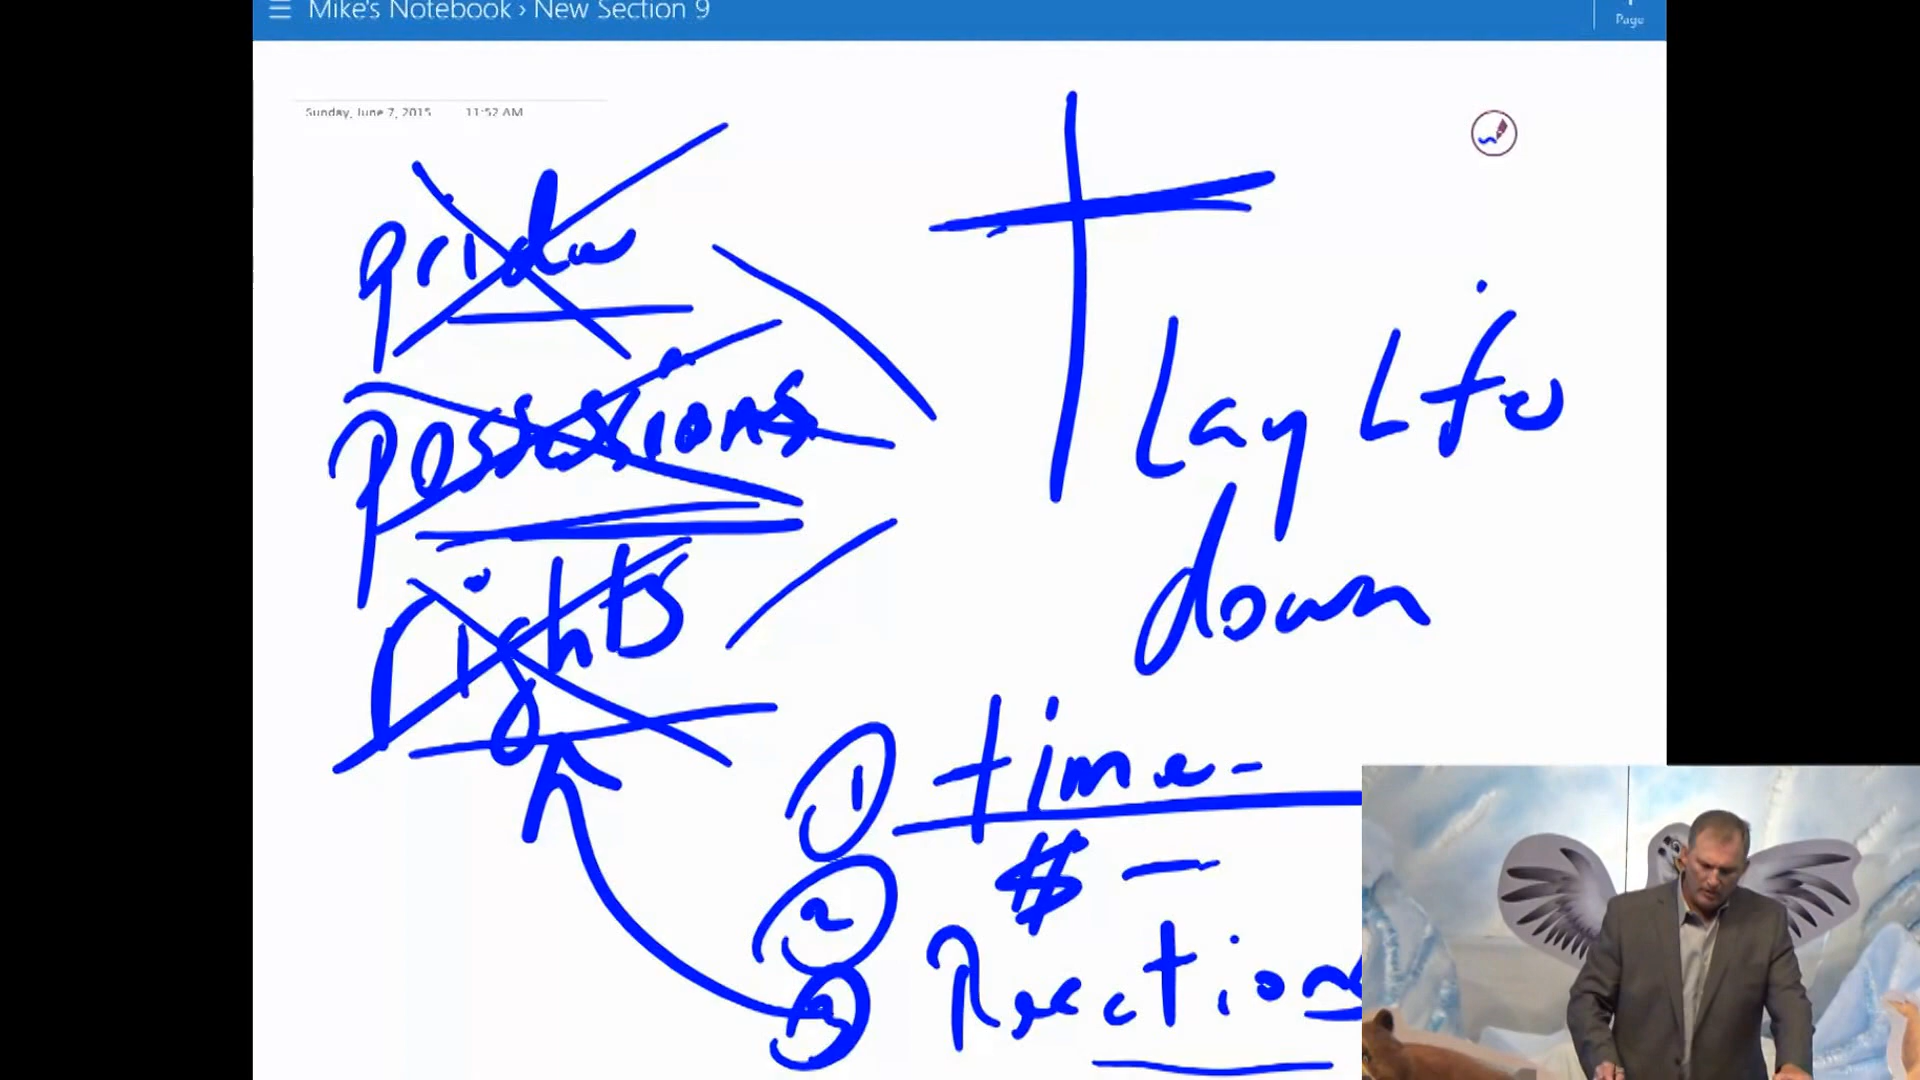 Mike's Notebook › New Section 9
Page
Sunday, June 7, 2015 11:52 AM
pride
possessions
rights
Lay Life
down
1 time-
2 $ -
3 Reactions